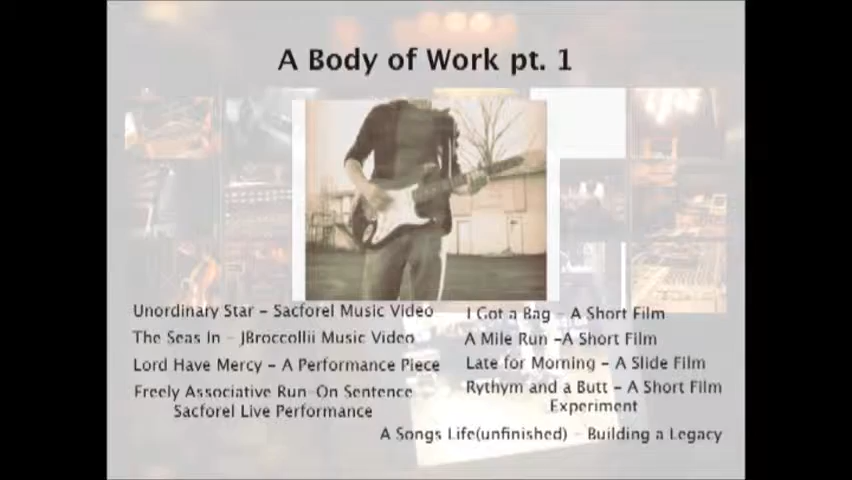 A Body of Work pt. 1
Unordinary Star – Sacforel Music Video
The Seas In – JBroccollii Music Video
Lord Have Mercy – A Performance Piece
Freely Associative Run-On Sentence
Sacforel Live Performance
I Got a Bag – A Short Film
A Mile Run –A Short Film
Late for Morning – A Slide Film
Rythym and a Butt – A Short Film
Experiment
A Songs Life(unfinished) – Building a Legacy